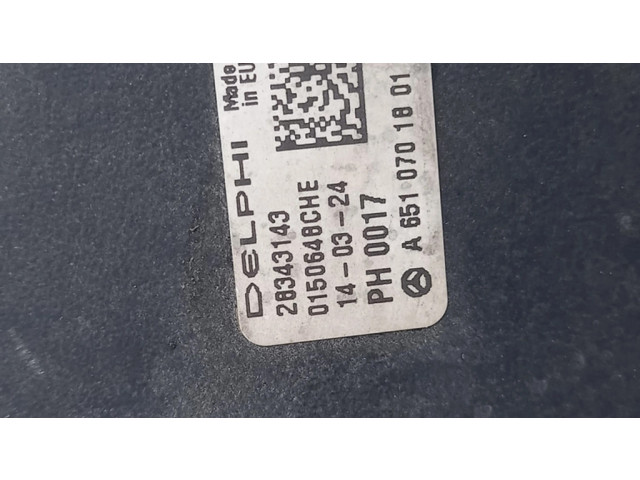 Made
in EU
DELPHI
28343143
0150648CHE
14-03-24
PH 0017
A 651 070 18 01